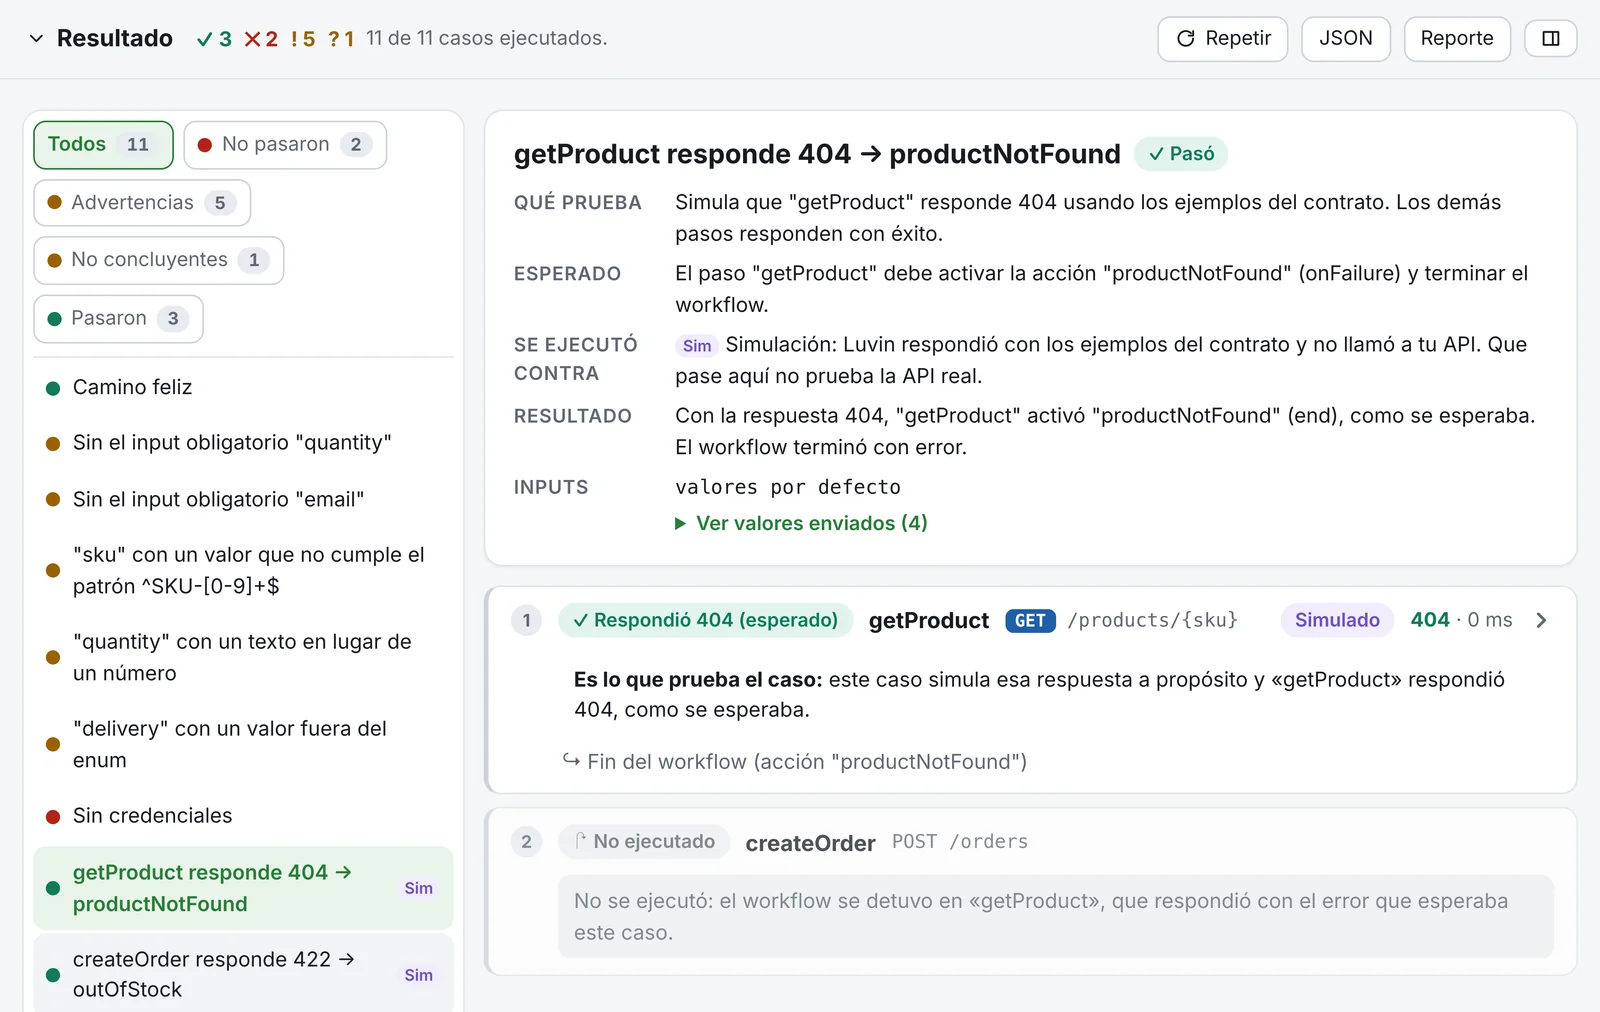 Resultado ✓ 3 ✕ 2 ! 5 ? 1 11 de 11 casos ejecutados.
Repetir JSON Reporte
Todos 11 No pasaron 2
Advertencias 5
No concluyentes 1
Pasaron 3
Camino feliz
Sin el input obligatorio "quantity"
Sin el input obligatorio "email"
"sku" con un valor que no cumple el
patrón ^SKU-[0-9]+$
"quantity" con un texto en lugar de
un número
"delivery" con un valor fuera del
enum
Sin credenciales
getProduct responde 404 →
productNotFound
Sim
createOrder responde 422 →
outOfStock
Sim
getProduct responde 404 → productNotFound ✓ Pasó
QUÉ PRUEBA
Simula que "getProduct" responde 404 usando los ejemplos del contrato. Los demás
pasos responden con éxito.
ESPERADO
El paso "getProduct" debe activar la acción "productNotFound" (onFailure) y terminar el
workflow.
SE EJECUTÓ
CONTRA
Sim Simulación: Luvin respondió con los ejemplos del contrato y no llamó a tu API. Que
pase aquí no prueba la API real.
RESULTADO
Con la respuesta 404, "getProduct" activó "productNotFound" (end), como se esperaba.
El workflow terminó con error.
INPUTS
valores por defecto
▶ Ver valores enviados (4)
1 ✓ Respondió 404 (esperado) getProduct GET /products/{sku} Simulado 404 · 0 ms
Es lo que prueba el caso: este caso simula esa respuesta a propósito y «getProduct» respondió
404, como se esperaba.
↪ Fin del workflow (acción "productNotFound")
2 No ejecutado createOrder POST /orders
No se ejecutó: el workflow se detuvo en «getProduct», que respondió con el error que esperaba
este caso.